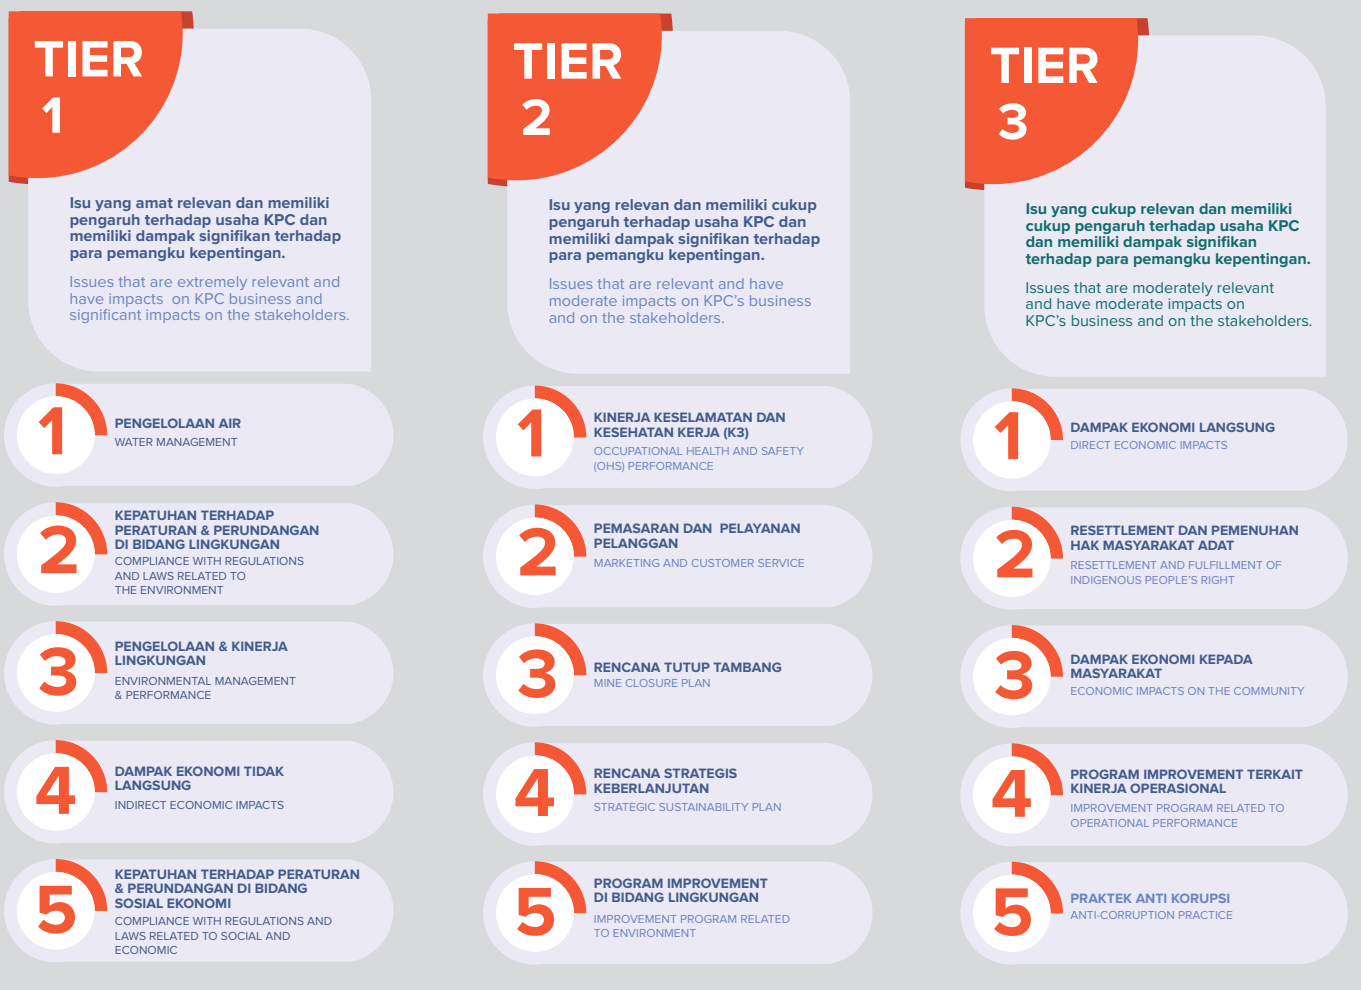 TIER
1
Isu yang amat relevan dan memiliki
pengaruh terhadap usaha KPC dan
memiliki dampak signifikan terhadap
para pemangku kepentingan.
Issues that are extremely relevant and
have impacts on KPC business and
significant impacts on the stakeholders.
1
PENGELOLAAN AIR
WATER MANAGEMENT
2
KEPATUHAN TERHADAP
PERATURAN & PERUNDANGAN
DI BIDANG LINGKUNGAN
COMPLIANCE WITH REGULATIONS
AND LAWS RELATED TO
THE ENVIRONMENT
3
PENGELOLAAN & KINERJA
LINGKUNGAN
ENVIRONMENTAL MANAGEMENT
& PERFORMANCE
4
DAMPAK EKONOMI TIDAK
LANGSUNG
INDIRECT ECONOMIC IMPACTS
5
KEPATUHAN TERHADAP PERATURAN
& PERUNDANGAN DI BIDANG
SOSIAL EKONOMI
COMPLIANCE WITH REGULATIONS AND
LAWS RELATED TO SOCIAL AND
ECONOMIC
TIER
2
Isu yang relevan dan memiliki cukup
pengaruh terhadap usaha KPC dan
memiliki dampak signifikan terhadap
para pemangku kepentingan.
Issues that are relevant and have
moderate impacts on KPC's business
and on the stakeholders.
1
KINERJA KESELAMATAN DAN
KESEHATAN KERJA (K3)
OCCUPATIONAL HEALTH AND SAFETY
(OHS) PERFORMANCE
2
PEMASARAN DAN PELAYANAN
PELANGGAN
MARKETING AND CUSTOMER SERVICE
3
RENCANA TUTUP TAMBANG
MINE CLOSURE PLAN
4
RENCANA STRATEGIS
KEBERLANJUTAN
STRATEGIC SUSTAINABILITY PLAN
5
PROGRAM IMPROVEMENT
DI BIDANG LINGKUNGAN
IMPROVEMENT PROGRAM RELATED
TO ENVIRONMENT
TIER
3
Isu yang cukup relevan dan memiliki
cukup pengaruh terhadap usaha KPC
dan memiliki dampak signifikan
terhadap para pemangku kepentingan.
Issues that are moderately relevant
and have moderate impacts on
KPC's business and on the stakeholders.
1
DAMPAK EKONOMI LANGSUNG
DIRECT ECONOMIC IMPACTS
2
RESETTLEMENT DAN PEMENUHAN
HAK MASYARAKAT ADAT
RESETTLEMENT AND FULFILLMENT OF
INDIGENOUS PEOPLE'S RIGHT
3
DAMPAK EKONOMI KEPADA
MASYARAKAT
ECONOMIC IMPACTS ON THE COMMUNITY
4
PROGRAM IMPROVEMENT TERKAIT
KINERJA OPERASIONAL
IMPROVEMENT PROGRAM RELATED TO
OPERATIONAL PERFORMANCE
5
PRAKTEK ANTI KORUPSI
ANTI-CORRUPTION PRACTICE